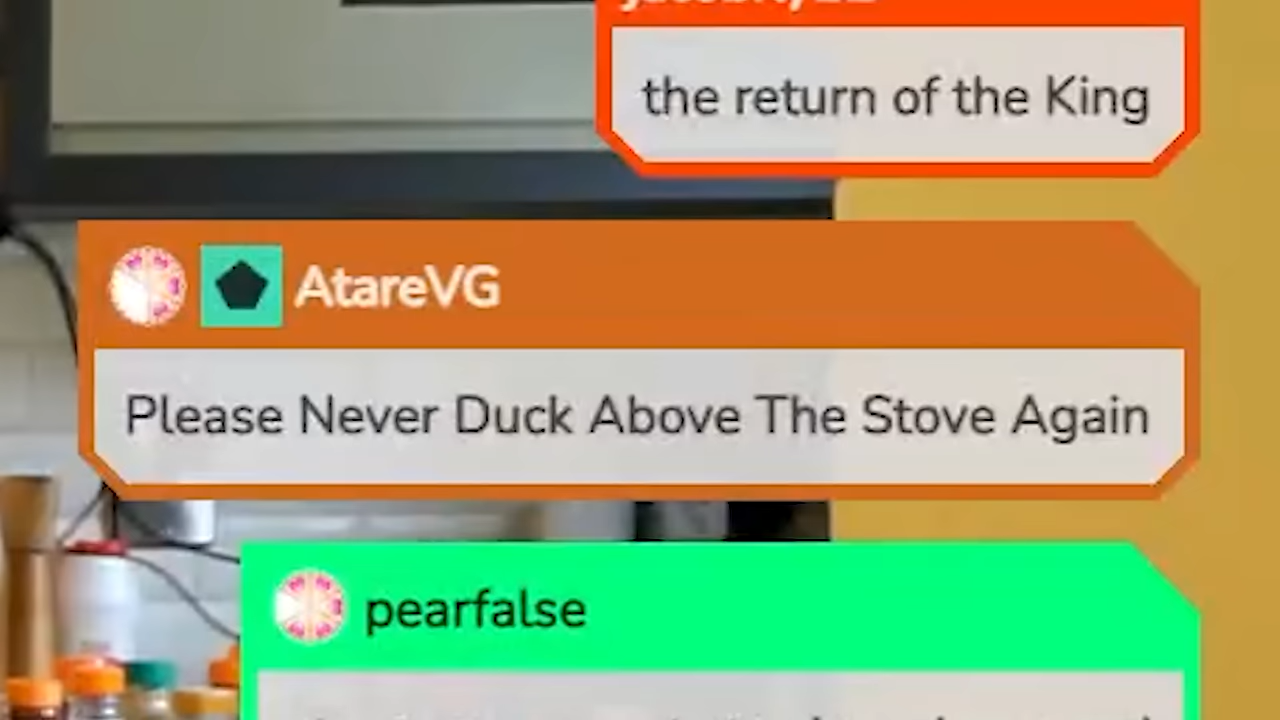 the return of the King
AtareVG
Please Never Duck Above The Stove Again
pearfalse